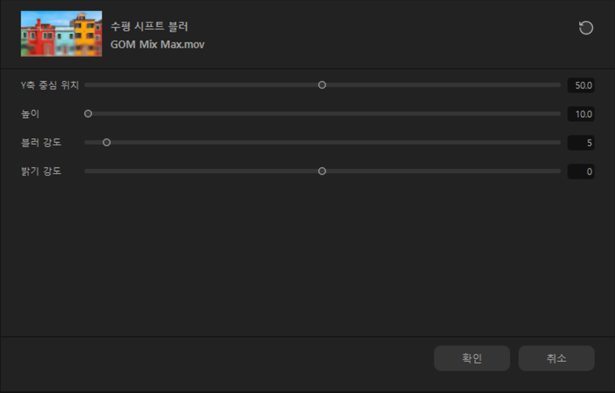 수평 시프트 블러
GOM Mix Max.mov
Y축 중심 위치 50.0
높이 10.0
블러 강도 5
밝기 강도 0
확인 취소